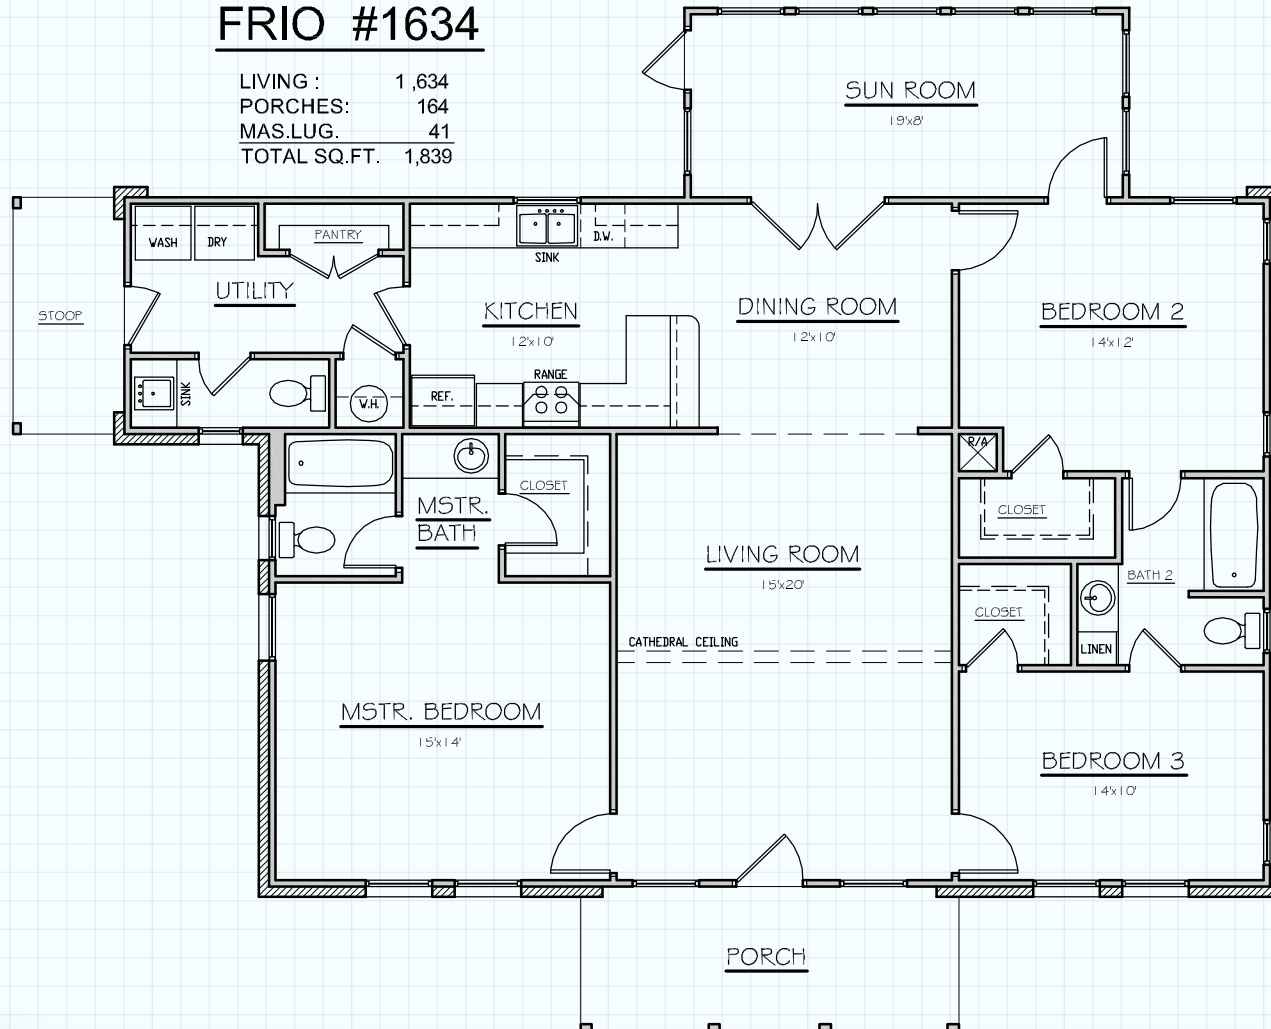 FRIO #1634
LIVING : 1,634
PORCHES: 164
MAS.LUG. 41
TOTAL SQ.FT. 1,839
SUN ROOM
19'x8'
WASH
DRY
PANTRY
SINK
D.W.
UTILITY
STOOP
KITCHEN
12'x10'
DINING ROOM
12'x10'
BEDROOM 2
14'x12'
SINK
W.H.
REF.
RANGE
R/A
CLOSET
MSTR.
BATH
CLOSET
LIVING ROOM
15'x20'
BATH 2
CLOSET
LINEN
CATHEDRAL CEILING
MSTR. BEDROOM
15'x14'
BEDROOM 3
14'x10'
PORCH